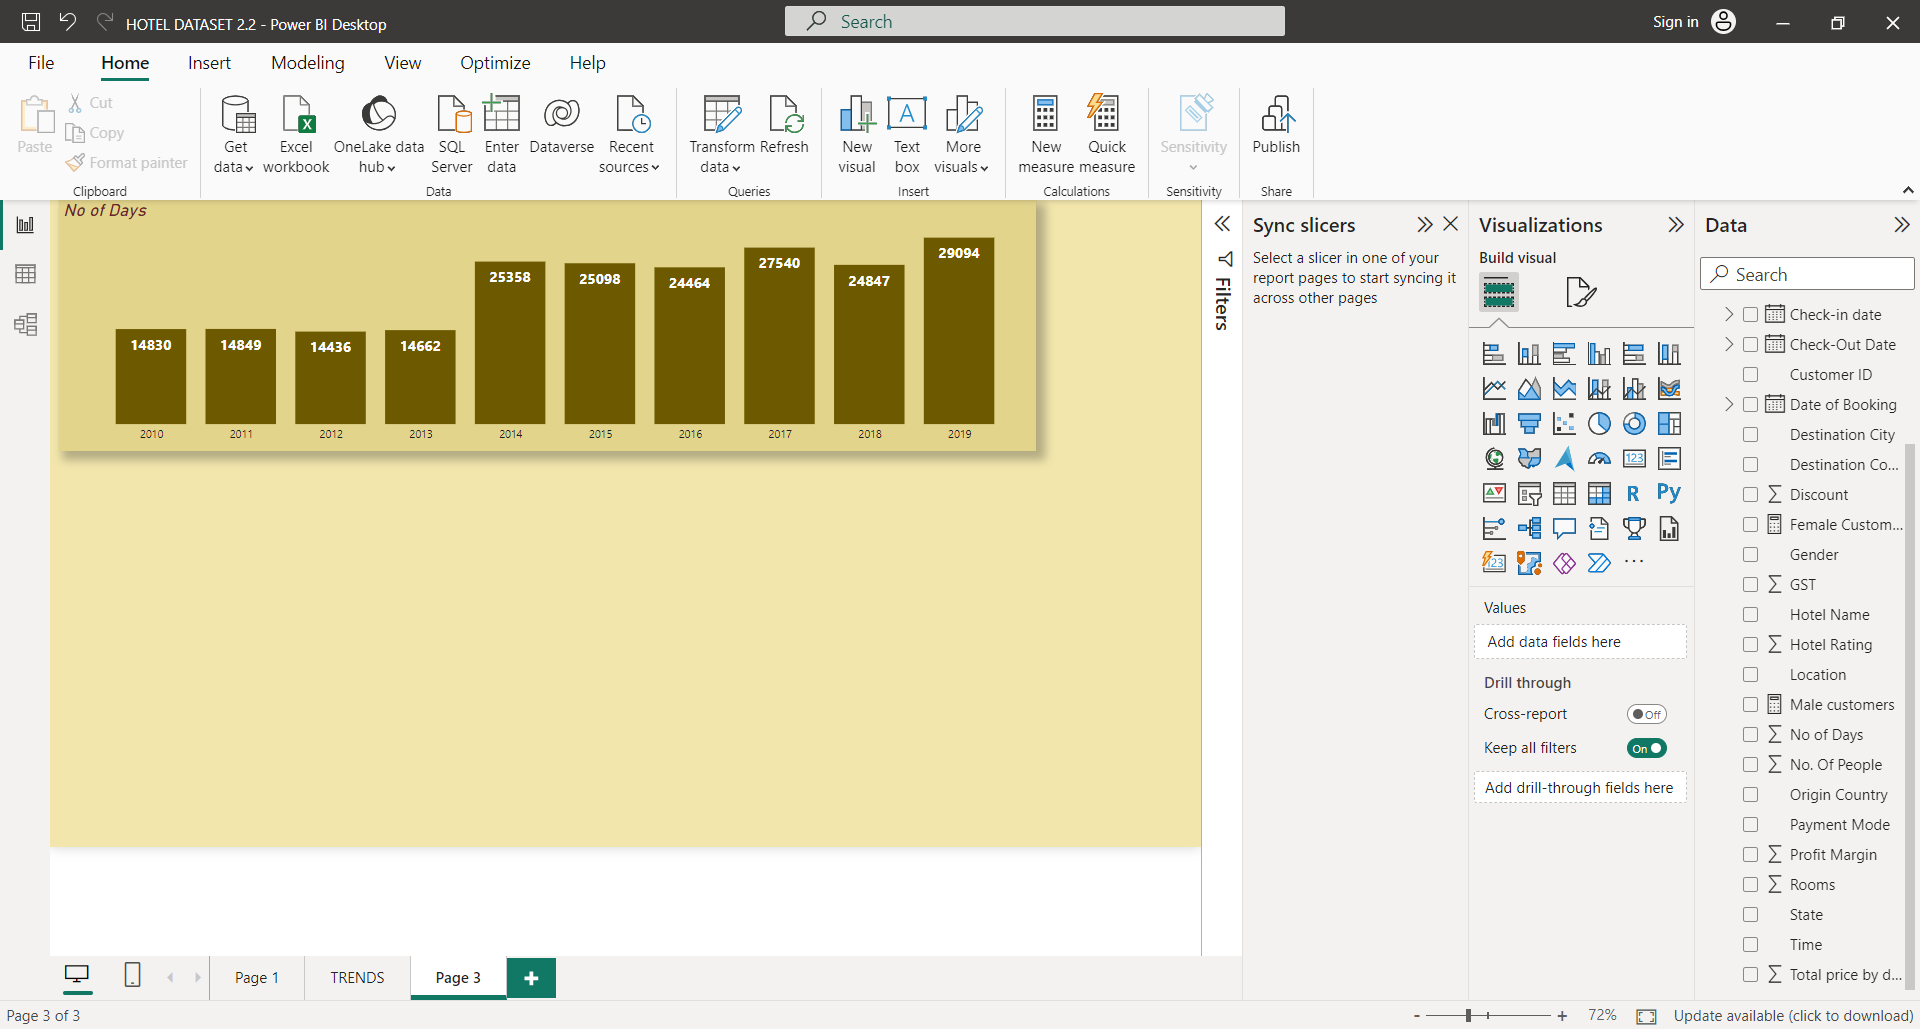 HOTEL DATASET 2.2 - Power BI Desktop
Search
Sign in
File Home Insert Modeling View Optimize Help
Paste
Cut
Copy
Format painter
Clipboard
Get data
Excel workbook
OneLake data hub
SQL Server
Enter data
Dataverse
Recent sources
Data
Transform data
Refresh
Queries
New visual
Text box
More visuals
Insert
New measure
Quick measure
Calculations
Sensitivity
Sensitivity
Publish
Share
No of Days
14830 14849 14436 14662 25358 25098 24464 27540 24847 29094
2010 2011 2012 2013 2014 2015 2016 2017 2018 2019
Filters
Sync slicers
Select a slicer in one of your
report pages to start syncing it
across other pages
Visualizations
Build visual
123
R
Py
123
Values
Add data fields here
Drill through
Cross-report
Off
Keep all filters
On
Add drill-through fields here
Data
Search
Check-in date
Check-Out Date
Customer ID
Date of Booking
Destination City
Destination Co...
Discount
Female Custom...
Gender
GST
Hotel Name
Hotel Rating
Location
Male customers
No of Days
No. Of People
Origin Country
Payment Mode
Profit Margin
Rooms
State
Time
Total price by d...
Page 1 TRENDS Page 3
Page 3 of 3
- + 72%
Update available (click to download)